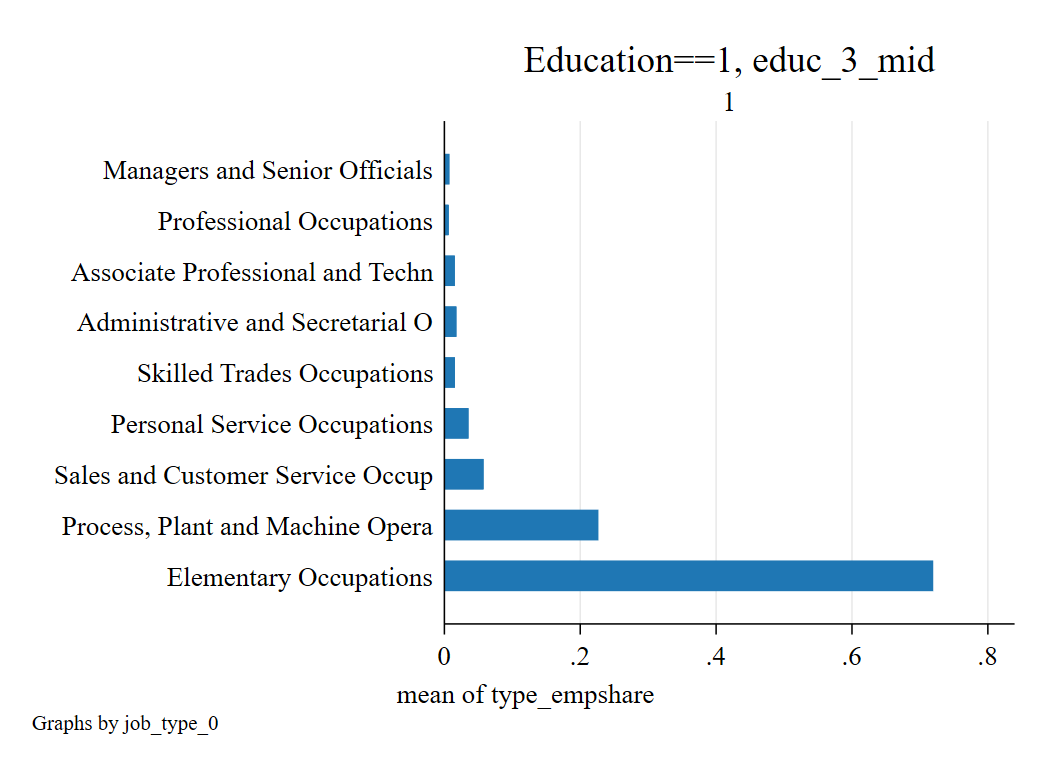 Education==1, educ_3_mid
1
Managers and Senior Officials
Professional Occupations
Associate Professional and Techn
Administrative and Secretarial O
Skilled Trades Occupations
Personal Service Occupations
Sales and Customer Service Occup
Process, Plant and Machine Opera
Elementary Occupations
0 .2 .4 .6 .8
mean of type_empshare
Graphs by job_type_0